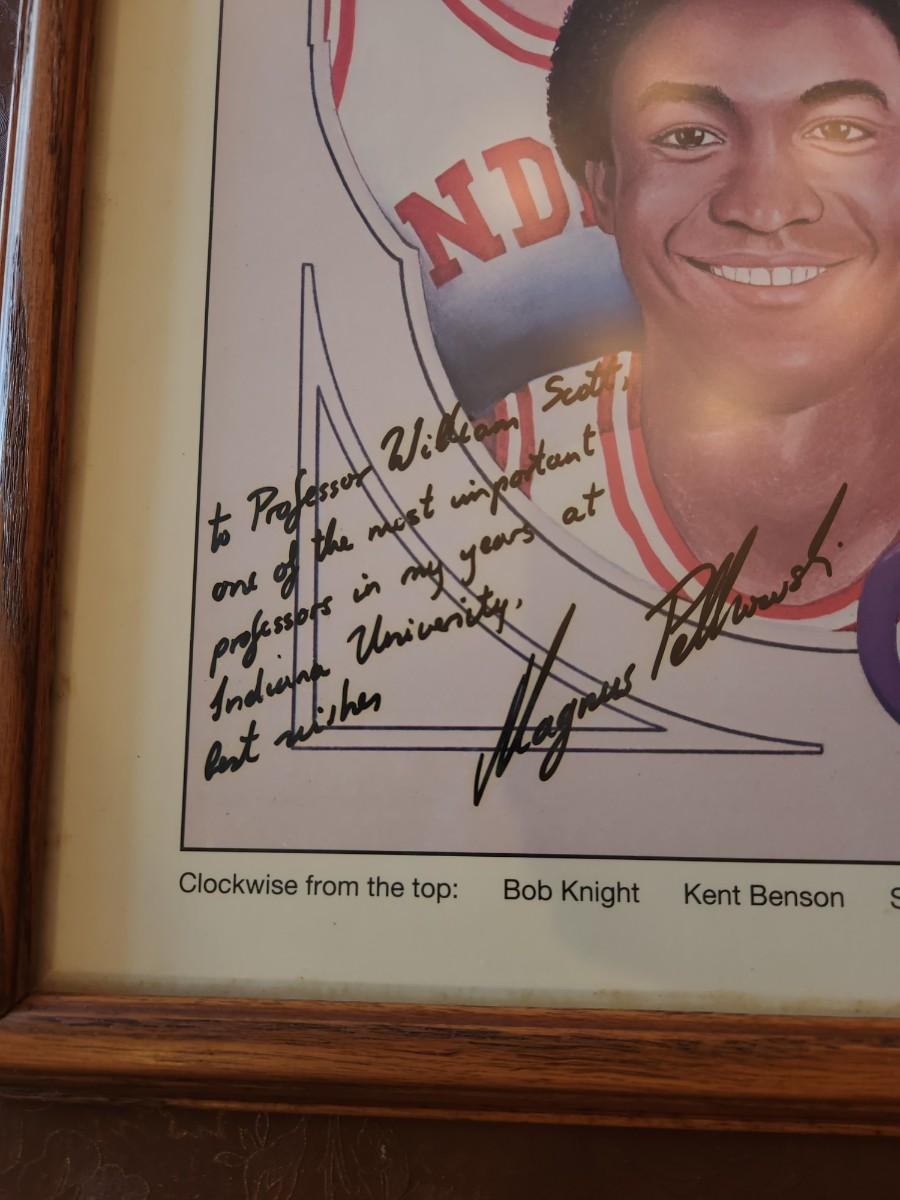 NDI
to Professor William Scott,
one of the most important
professors in my years at
Indiana Univerity,
best wishes
Magnus Pelkowski.
Clockwise from the top: Bob Knight Kent Benson S